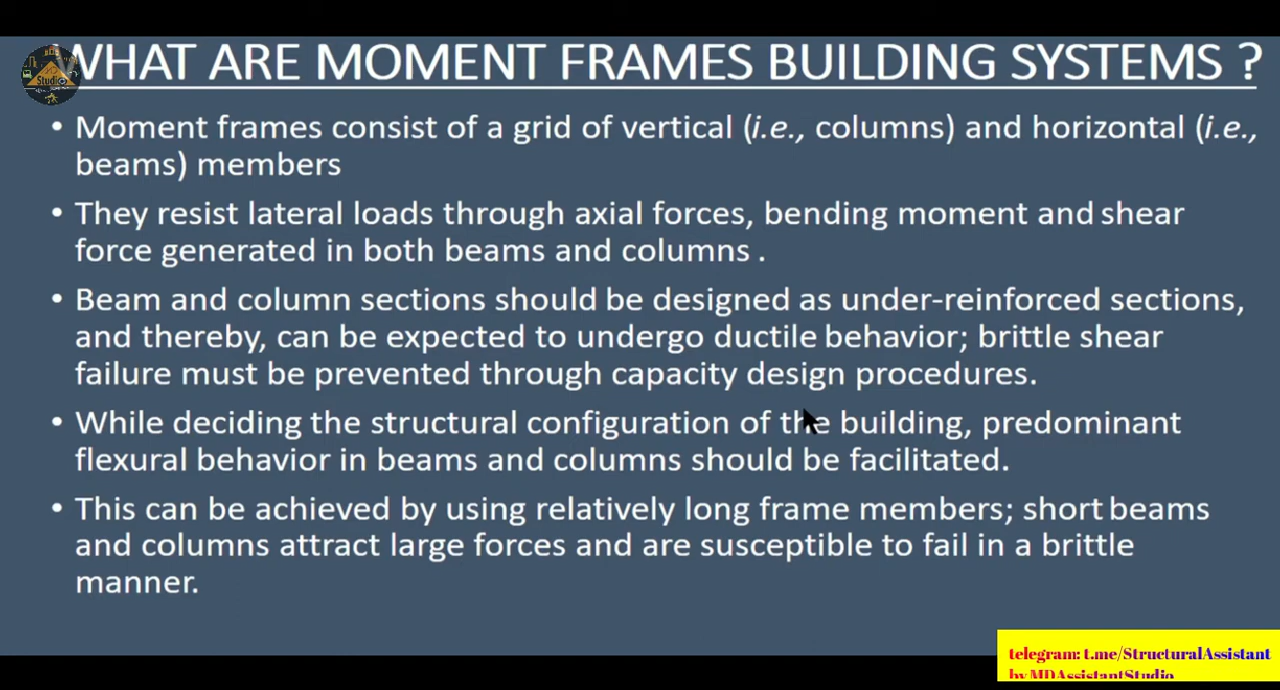 WHAT ARE MOMENT FRAMES BUILDING SYSTEMS ?
• Moment frames consist of a grid of vertical (i.e., columns) and horizontal (i.e.,
beams) members
• They resist lateral loads through axial forces, bending moment and shear
force generated in both beams and columns .
• Beam and column sections should be designed as under-reinforced sections,
and thereby, can be expected to undergo ductile behavior; brittle shear
failure must be prevented through capacity design procedures.
• While deciding the structural configuration of the building, predominant
flexural behavior in beams and columns should be facilitated.
• This can be achieved by using relatively long frame members; short beams
and columns attract large forces and are susceptible to fail in a brittle
manner.
Studio
telegram: t.me/StructuralAssistant
by MDAssistantStudio